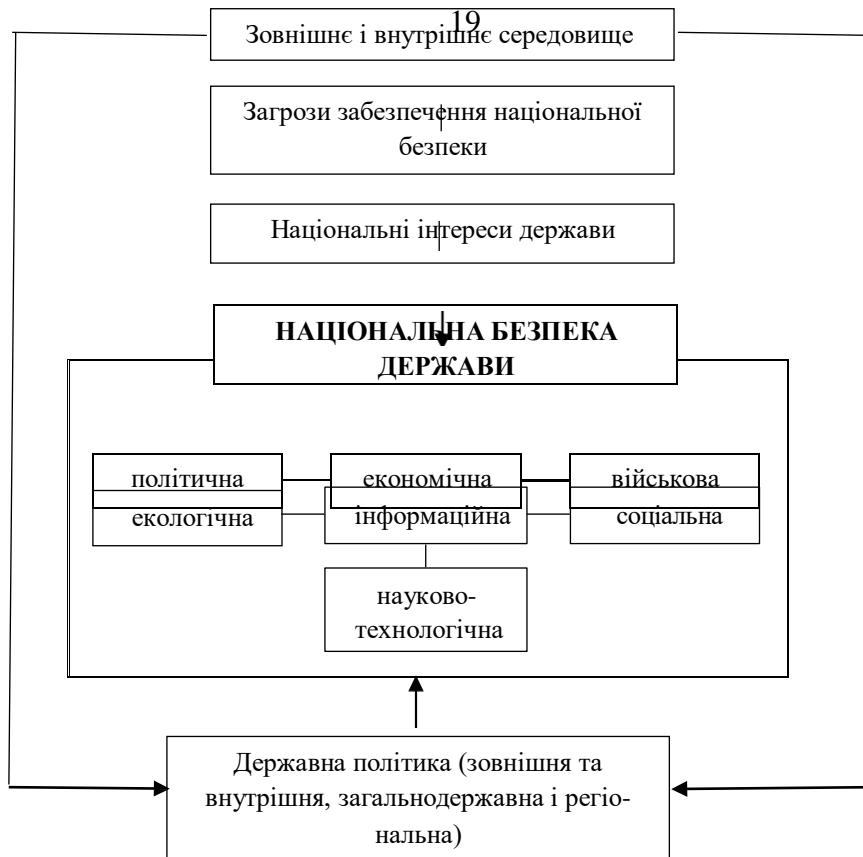 19
Зовнішнє і внутрішнє середовище
Загрози забезпечення національної
безпеки
Національні інтереси держави
НАЦІОНАЛЬНА БЕЗПЕКА
ДЕРЖАВИ
політична
економічна
військова
екологічна
інформаційна
соціальна
науково-
технологічна
Державна політика (зовнішня та
внутрішня, загальнодержавна і регіо-
нальна)